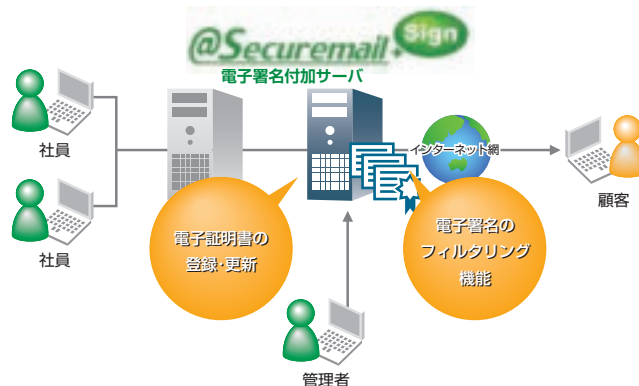 @Securemail+Sign
電子署名付加サーバ
社員
インターネット網
顧客
電子証明書の
登録・更新
電子署名の
フィルタリング
機能
社員
管理者